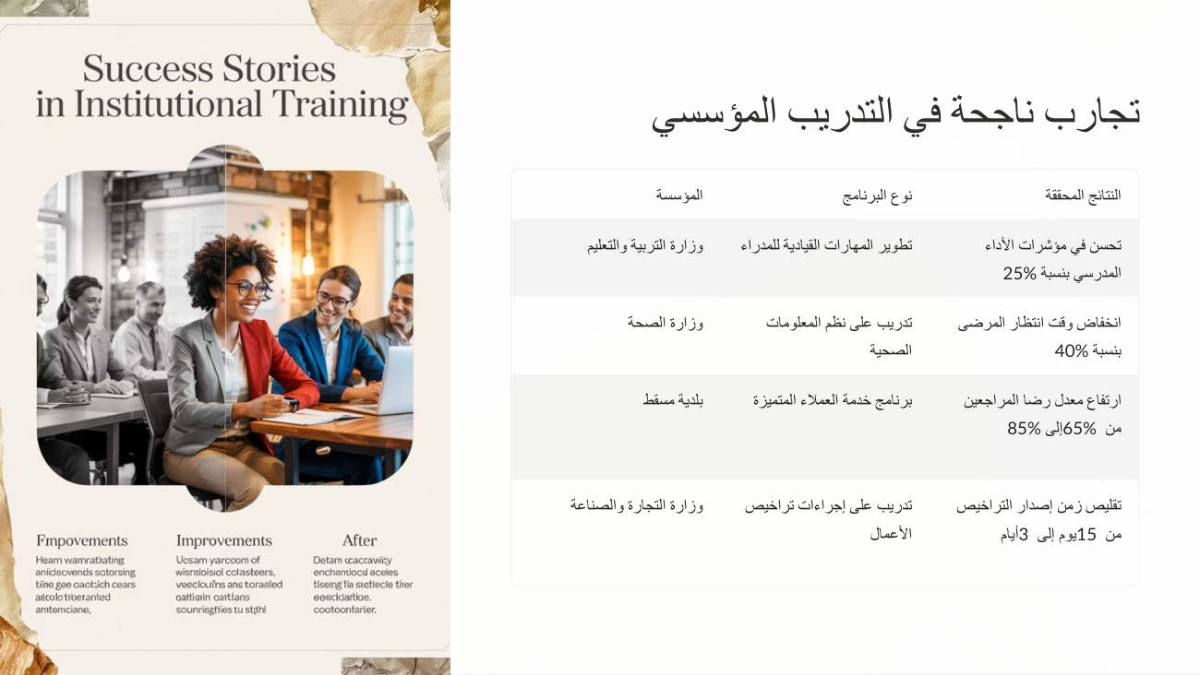 Success Stories
in Institutional Training
Fmpovements
Improvements
After
تجارب ناجحة في التدريب المؤسسي
النتائج المحققة
نوع البرنامج
المؤسسة
تحسن في مؤشرات الأداء
المدرسي بنسبة 25%
تطوير المهارات القيادية للمدراء
وزارة التربية والتعليم
انخفاض وقت انتظار المرضى
بنسبة 40%
تدريب على نظم المعلومات
الصحية
وزارة الصحة
ارتفاع معدل رضا المراجعين
من 65%إلى 85%
برنامج خدمة العملاء المتميزة
بلدية مسقط
تقليص زمن إصدار التراخيص
من 15يوم إلى 3أيام
تدريب على إجراءات تراخيص
الأعمال
وزارة التجارة والصناعة